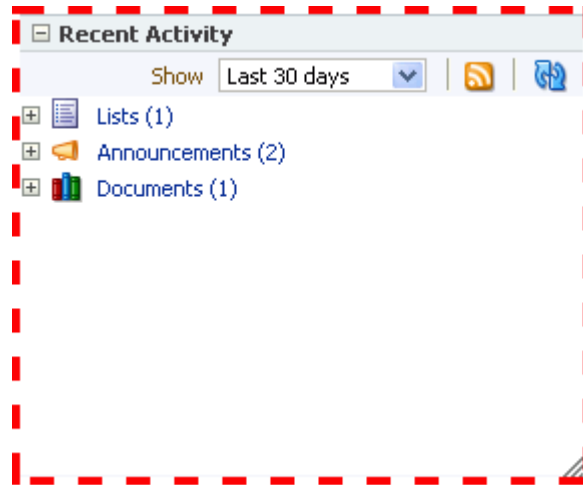 Recent Activity
Show Last 30 days
Lists (1)
Announcements (2)
Documents (1)